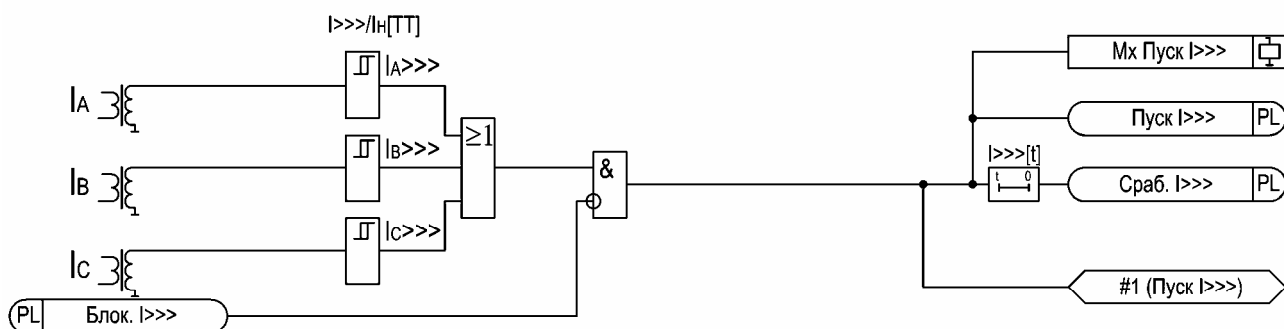 I>>>/Iн[ТТ]
IA
IA>>>
IB
IB>>>
IC
IC>>>
≥1
&
PL Блок. I>>>
Мх Пуск I>>>
Пуск I>>> PL
I>>>[t]
t 0
Сраб. I>>> PL
#1 (Пуск I>>>)